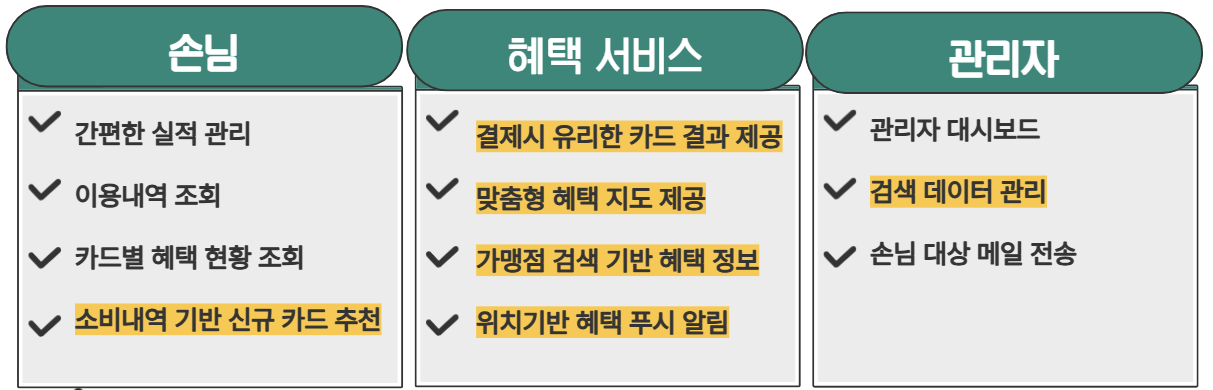 손님
간편한 실적 관리
이용내역 조회
카드별 혜택 현황 조회
소비내역 기반 신규 카드 추천
혜택 서비스
결제시 유리한 카드 결과 제공
맞춤형 혜택 지도 제공
가맹점 검색 기반 혜택 정보
위치기반 혜택 푸시 알림
관리자
관리자 대시보드
검색 데이터 관리
손님 대상 메일 전송